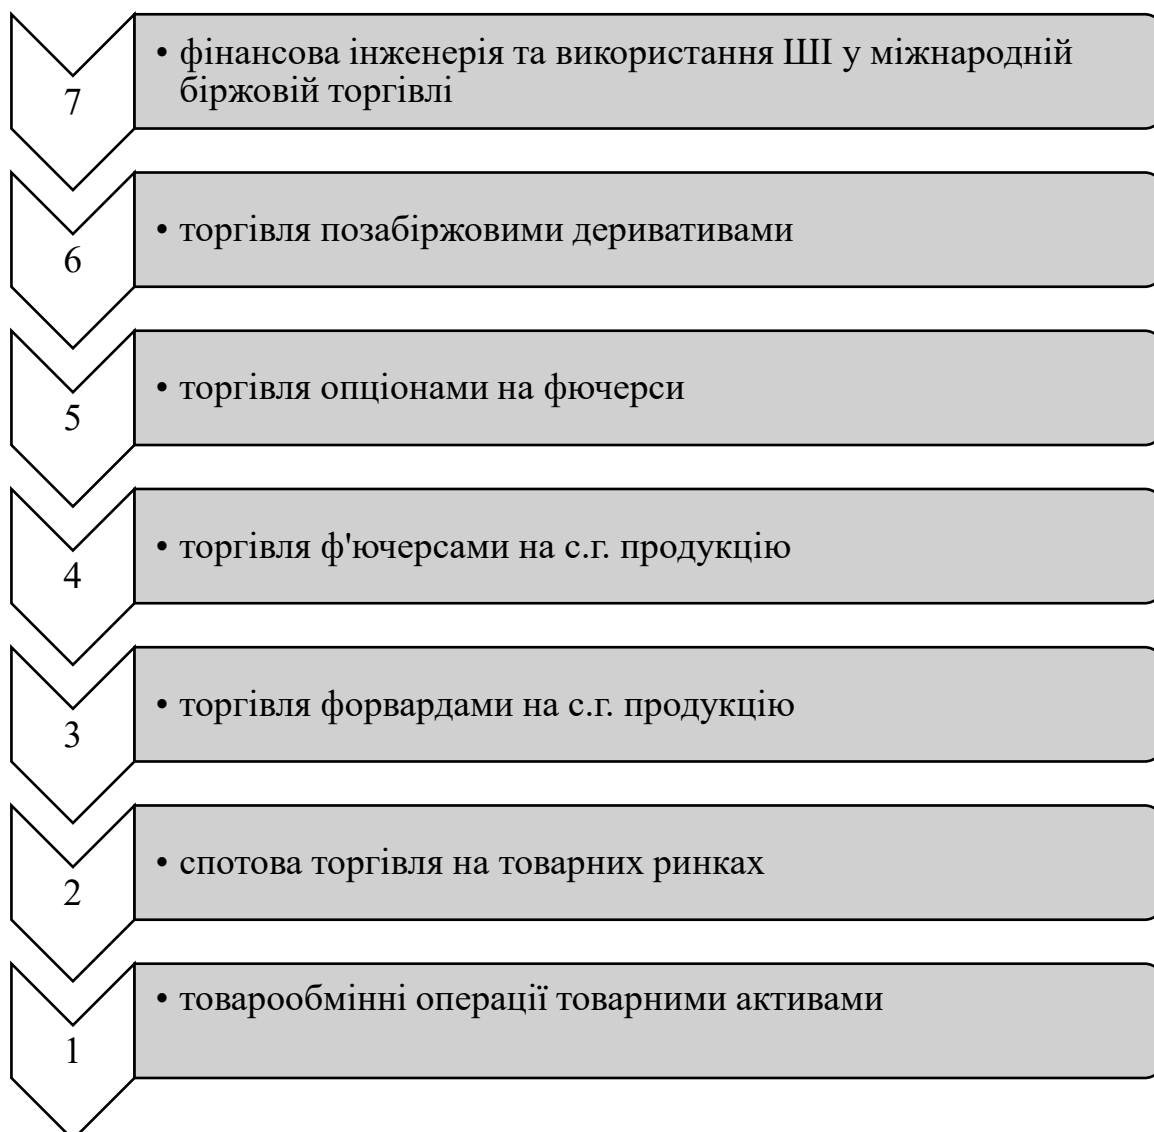 7
• фінансова інженерія та використання ШІ у міжнародній
біржовій торгівлі
6
• торгівля позабіржовими деривативами
5
• торгівля опціонами на фючерси
4
• торгівля ф'ючерсами на с.г. продукцію
3
• торгівля форвардами на с.г. продукцію
2
• спотова торгівля на товарних ринках
1
• товарообмінні операції товарними активами